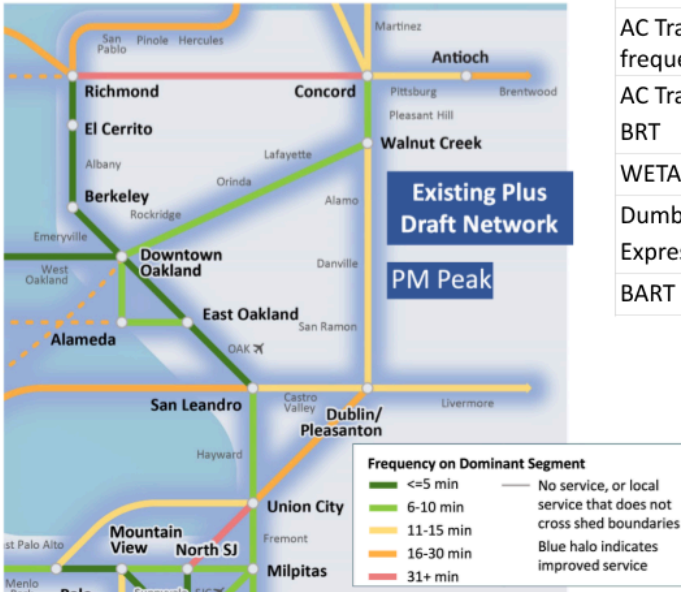 San
Pablo
Pinole
Hercules
Martinez
Antioch
Richmond
Concord
Pittsburg
Brentwood
Pleasant Hill
El Cerrito
Walnut Creek
Lafayette
Albany
Orinda
Berkeley
Rockridge
Alamo
Existing Plus
Draft Network
Emeryville
Downtown
Oakland
West
Oakland
Danville
PM Peak
East Oakland
San Ramon
Alameda
OAK
San Leandro
Castro
Valley
Dublin/
Pleasanton
Livermore
Hayward
Union City
Fremont
Mountain
View
North SJ
Milpitas
Palo Alto
Menlo
Frequency on Dominant Segment
<=5 min
6-10 min
11-15 min
16-30 min
31+ min
No service, or local
service that does not
cross shed boundaries
Blue halo indicates
improved service
AC Tra
freque
AC Tra
BRT
WETA
Dumb
Expres
BART